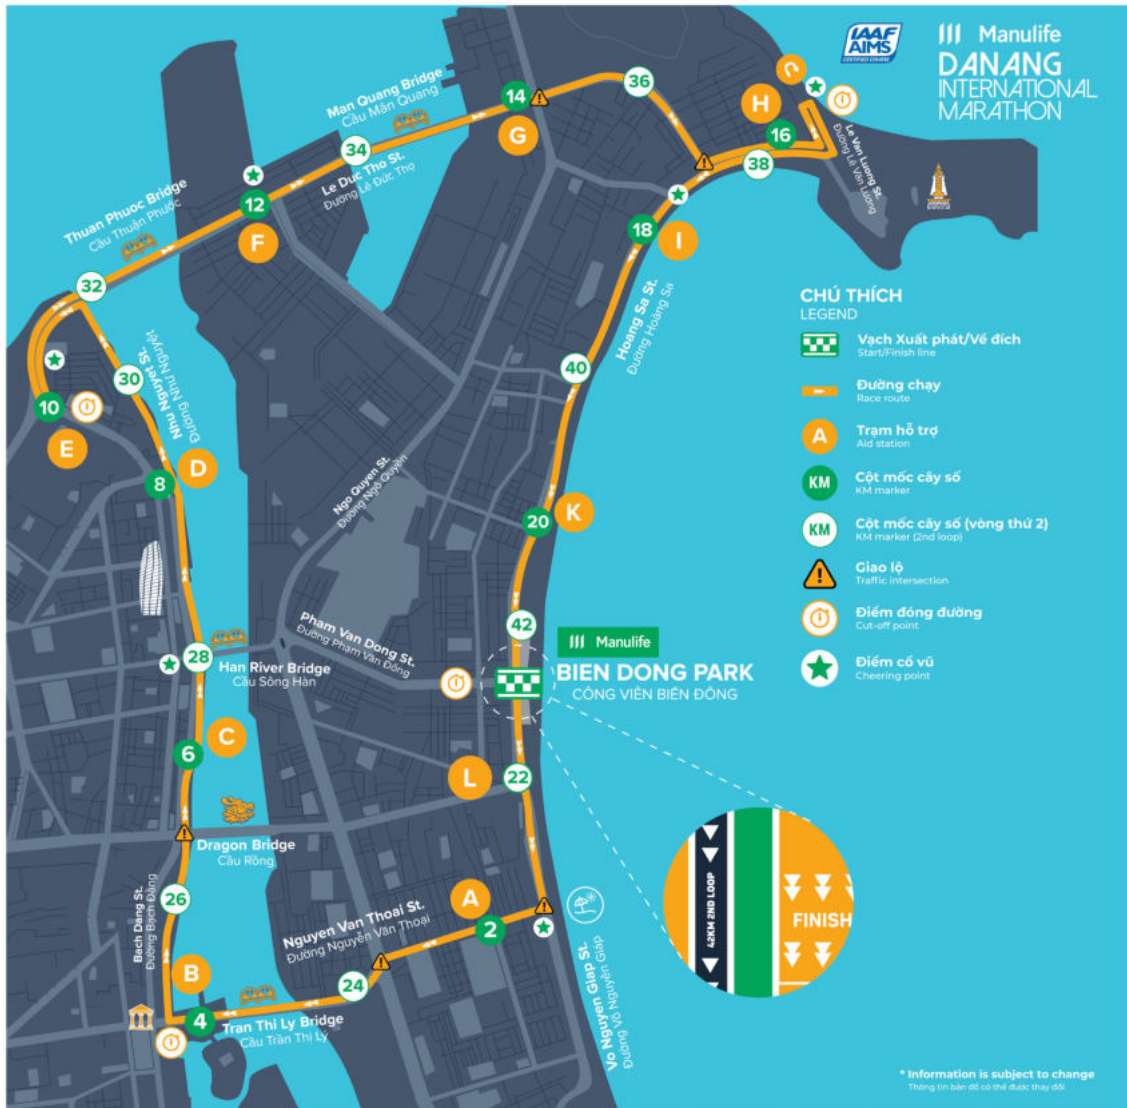 IAAF
AIMS
CERTIFIED COURSE
Manulife
DANANG
INTERNATIONAL
MARATHON
Man Quang Bridge
Cầu Mân Quang
14
36
G
H
16
38
34
Le Duc Tho St.
Đường Lê Đức Thọ
Le Van Luong St.
Đường Lê Văn Lương
Thuan Phuoc Bridge
Cầu Thuận Phước
12
F
18
I
32
Hoang Sa St.
Đường Hoàng Sa
CHÚ THÍCH
LEGEND
Vạch Xuất phát/Về đích
Start/Finish line
Đường chạy
Race route
A
Trạm hỗ trợ
Aid station
KM
Cột mốc cây số
KM marker
KM
Cột mốc cây số (vòng thứ 2)
KM marker (2nd loop)
Giao lộ
Traffic intersection
Điểm đóng đường
Cut-off point
Điểm cổ vũ
Cheering point
30
Nhu Nguyet St.
Đường Như Nguyệt
40
10
E
D
8
Ngo Quyen St.
Đường Ngô Quyền
20
K
42
Pham Van Dong St.
Đường Phạm Văn Đồng
Manulife
BIEN DONG PARK
CÔNG VIÊN BIỂN ĐÔNG
28
Han River Bridge
Cầu Sông Hàn
C
6
L
22
Dragon Bridge
Cầu Rồng
26
Bach Dang St.
Đường Bạch Đằng
A
2
Nguyen Van Thoai St.
Đường Nguyễn Văn Thoại
B
24
4
Tran Thi Ly Bridge
Cầu Trần Thị Lý
Vo Nguyen Giap St.
Đường Võ Nguyên Giáp
42KM 2ND LOOP
FINISH
* Information is subject to change
Thông tin bản đồ có thể được thay đổi